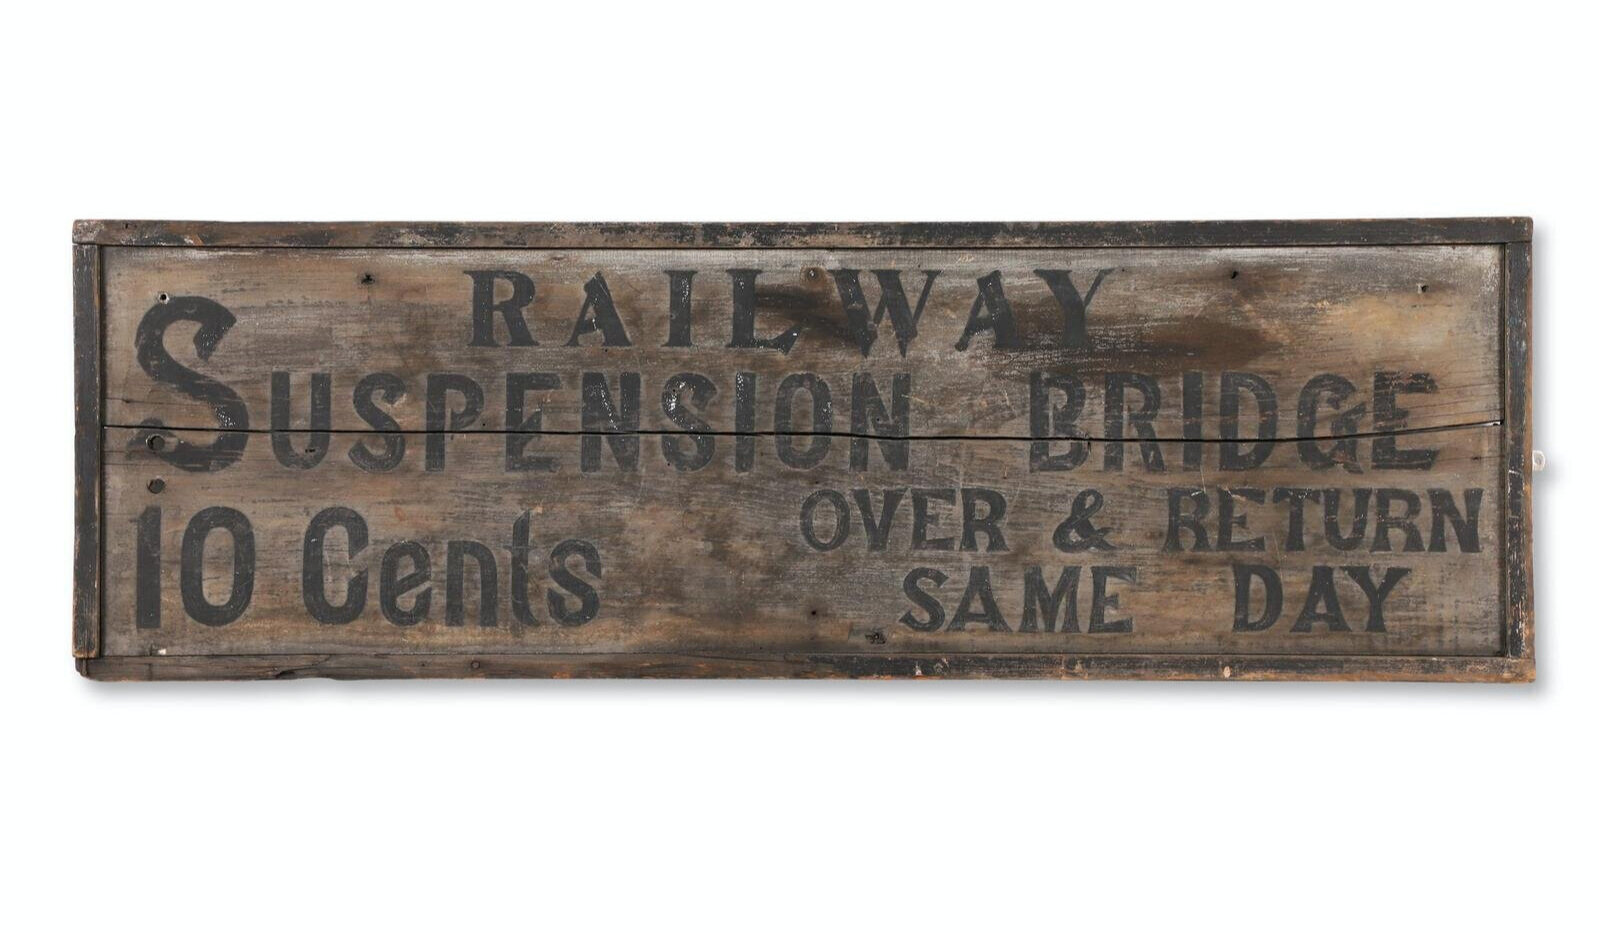 RAILWAY
SUSPENSION BRIDGE
10 Cents
OVER & RETURN
SAME DAY